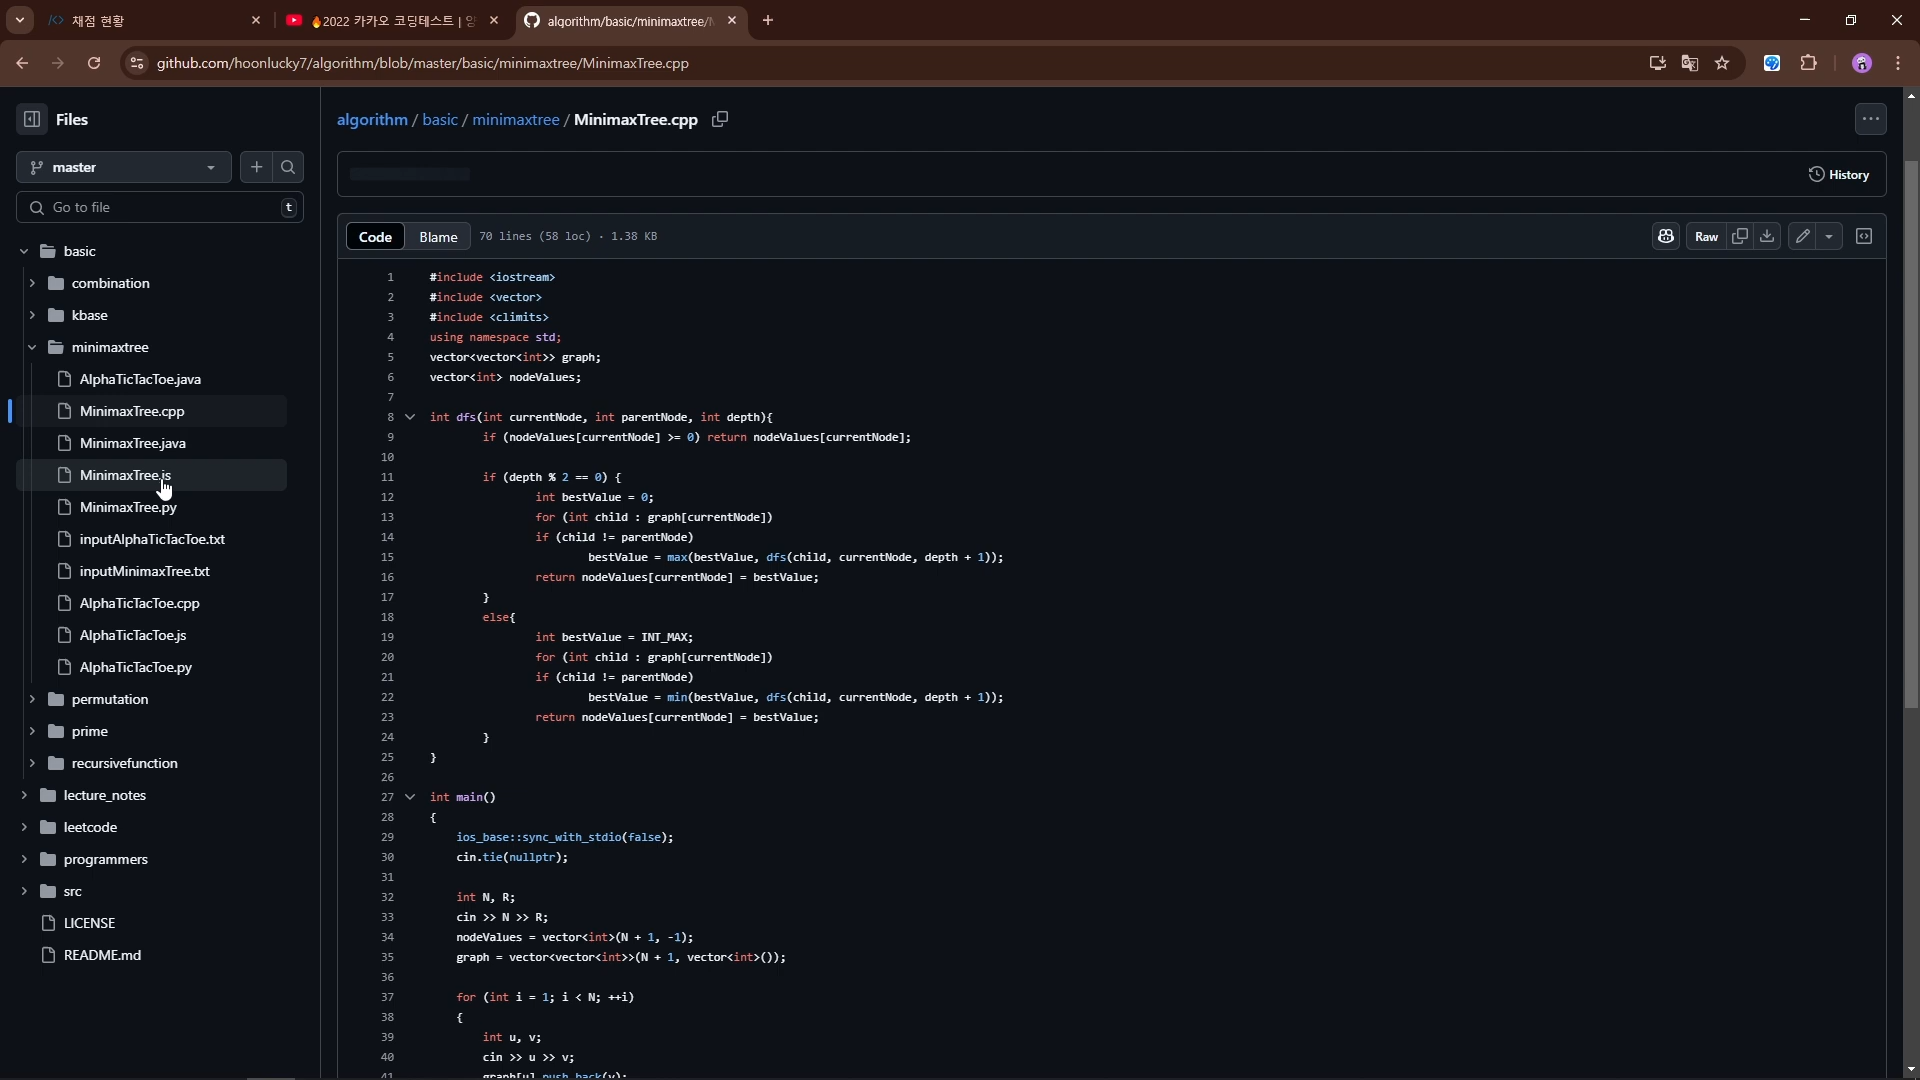 채점 현황
🔥2022 카카오 코딩테스트 | 양
algorithm/basic/minimaxtree/
github.com/hoonlucky7/algorithm/blob/master/basic/minimaxtree/MinimaxTree.cpp
Files
algorithm / basic / minimaxtree / MinimaxTree.cpp
master
History
Go to file
t
Code
Blame
70 lines (58 loc) · 1.38 KB
Raw
basic
combination
kbase
minimaxtree
AlphaTicTacToe.java
MinimaxTree.cpp
MinimaxTree.java
MinimaxTree.js
MinimaxTree.py
inputAlphaTicTacToe.txt
inputMinimaxTree.txt
AlphaTicTacToe.cpp
AlphaTicTacToe.js
AlphaTicTacToe.py
permutation
prime
recursivefunction
lecture_notes
leetcode
programmers
src
LICENSE
README.md
1 #include <iostream>
2 #include <vector>
3 #include <climits>
4 using namespace std;
5 vector<vector<int>> graph;
6 vector<int> nodeValues;
7
8 int dfs(int currentNode, int parentNode, int depth){
9 if (nodeValues[currentNode] >= 0) return nodeValues[currentNode];
10
11 if (depth % 2 == 0) {
12 int bestValue = 0;
13 for (int child : graph[currentNode])
14 if (child != parentNode)
15 bestValue = max(bestValue, dfs(child, currentNode, depth + 1));
16 return nodeValues[currentNode] = bestValue;
17 }
18 else{
19 int bestValue = INT_MAX;
20 for (int child : graph[currentNode])
21 if (child != parentNode)
22 bestValue = min(bestValue, dfs(child, currentNode, depth + 1));
23 return nodeValues[currentNode] = bestValue;
24 }
25 }
26
27 int main()
28 {
29 ios_base::sync_with_stdio(false);
30 cin.tie(nullptr);
31
32 int N, R;
33 cin >> N >> R;
34 nodeValues = vector<int>(N + 1, -1);
35 graph = vector<vector<int>>(N + 1, vector<int>());
36
37 for (int i = 1; i < N; ++i)
38 {
39 int u, v;
40 cin >> u >> v;
41 graph[u].push_back(v);